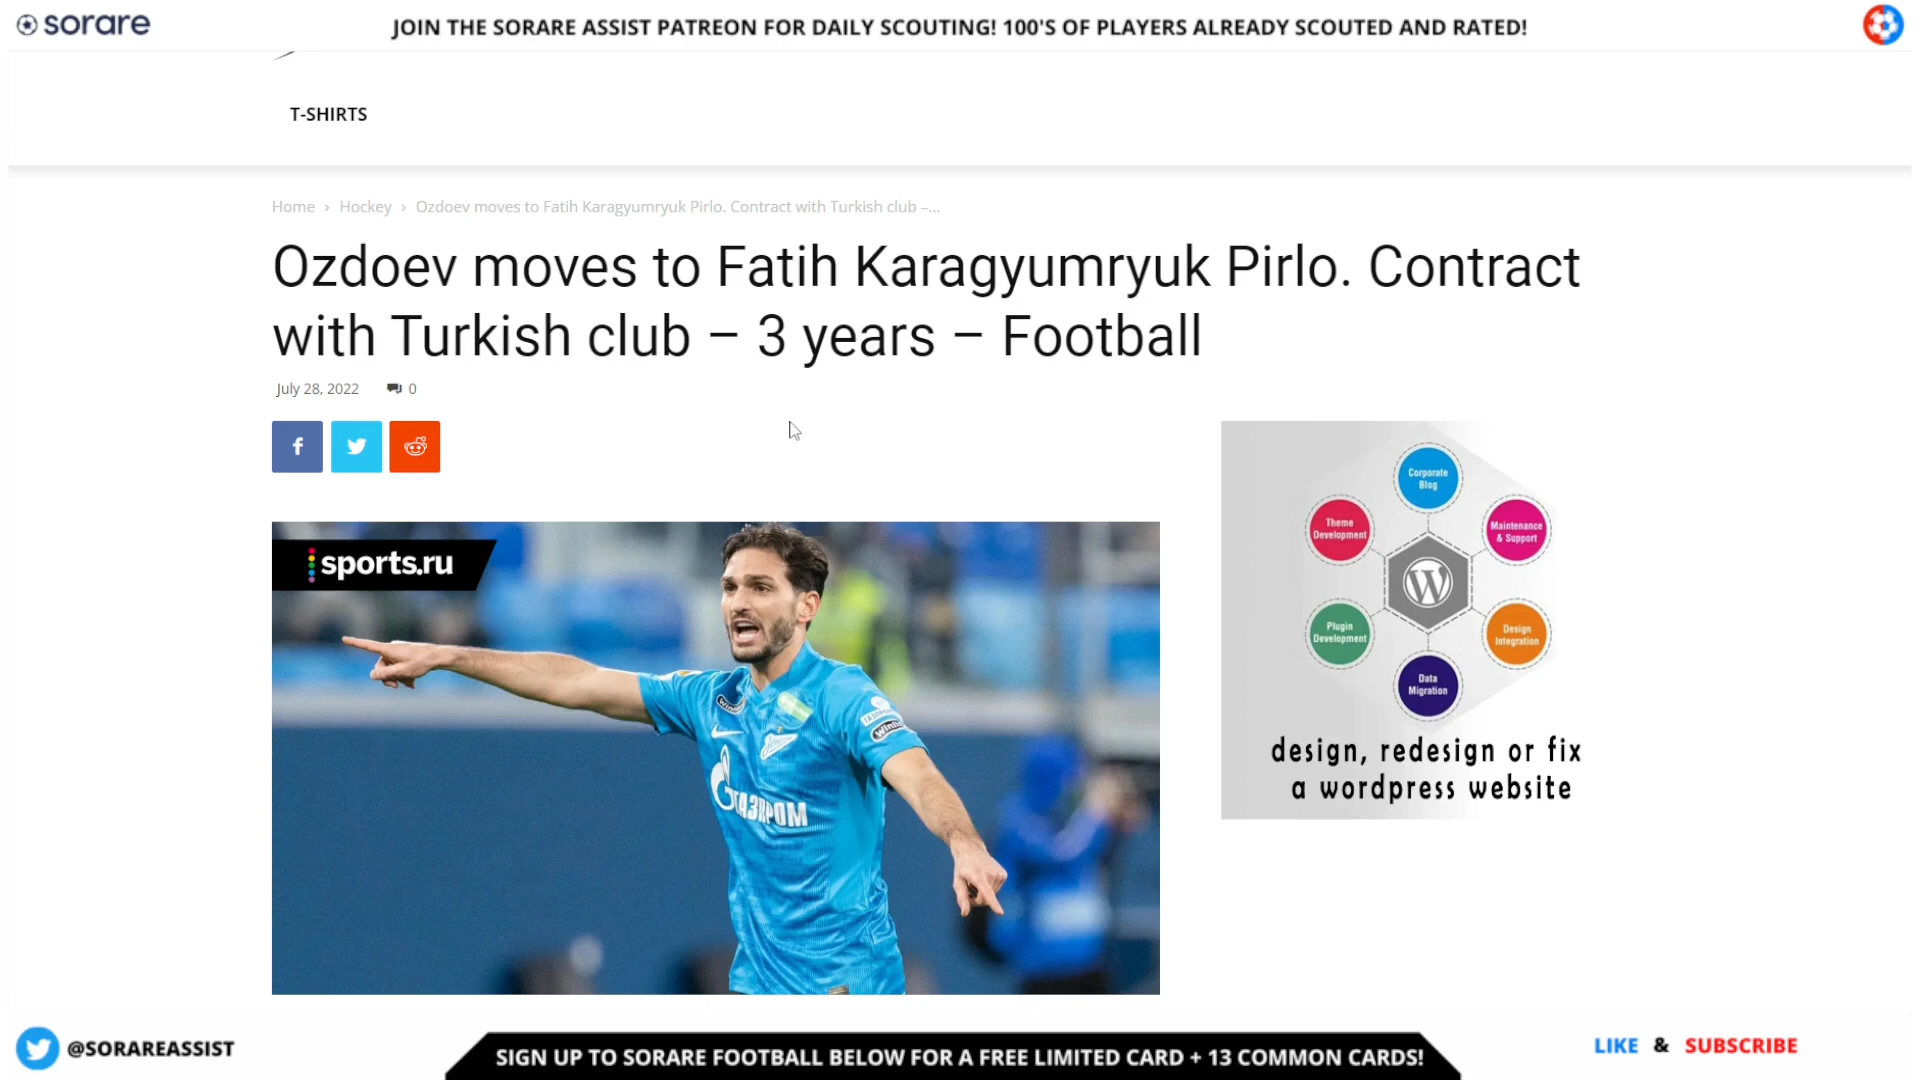 sorare
JOIN THE SORARE ASSIST PATREON FOR DAILY SCOUTING! 100'S OF PLAYERS ALREADY SCOUTED AND RATED!
T-SHIRTS
Home › Hockey › Ozdoev moves to Fatih Karagyumryuk Pirlo. Contract with Turkish club –...
Ozdoev moves to Fatih Karagyumryuk Pirlo. Contract
with Turkish club – 3 years – Football
July 28, 2022 0
sports.ru
ГАЗПРОМ
Corporate
Blog
Theme
Development
Maintenance
& Support
Plugin
Development
Design
Integration
Data
Migration
design, redesign or fix
a wordpress website
@SORAREASSIST
SIGN UP TO SORARE FOOTBALL BELOW FOR A FREE LIMITED CARD + 13 COMMON CARDS!
LIKE & SUBSCRIBE